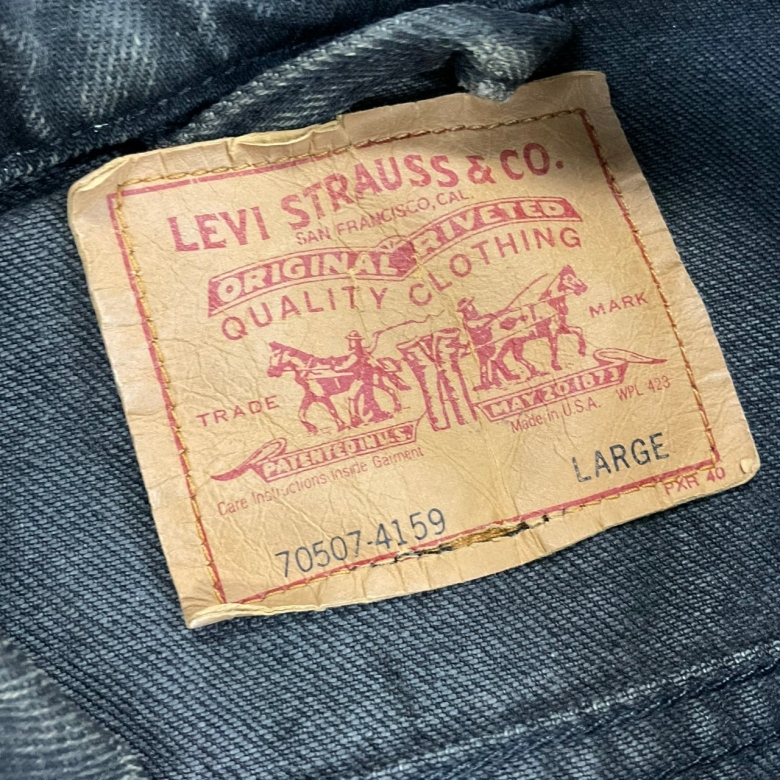 LEVI STRAUSS & CO.
SAN FRANCISCO, CAL.
ORIGINAL RIVETED
QUALITY CLOTHING
TRADE MARK
PATENTED IN U.S. MAY 20 1873
Made in U.S.A. WPL 423
Care Instructions Inside Garment
LARGE
PXR 40
70507-4159